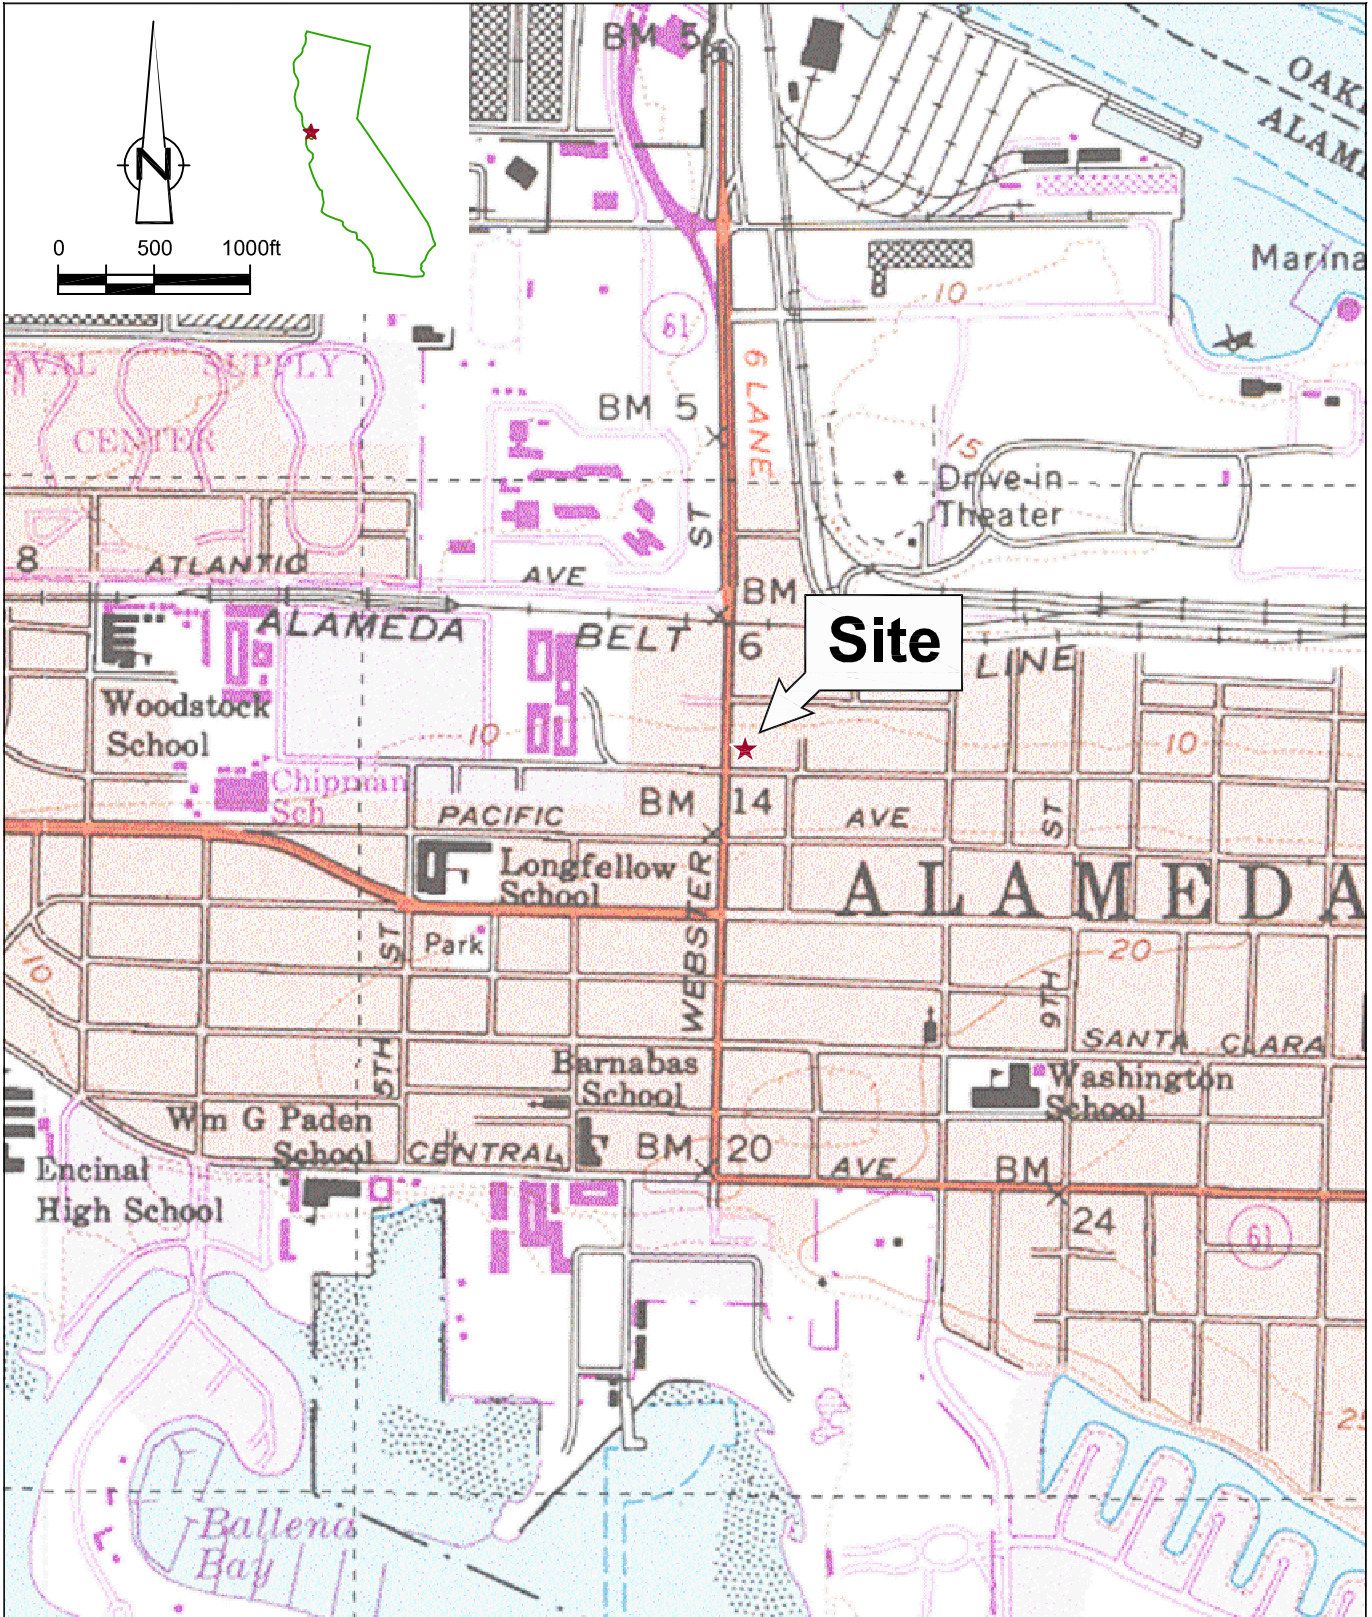 BM 5
N
0 500 1000ft
OAK
ALAM
Marina
10
61
AVAL SUPPLY
CENTER
6 LANE
BM 5
15
Drive-in
Theater
ST
8
ATLANTIC AVE
BM
6
ALAMEDA BELT LINE
Site
Woodstock
School
10
10
Chipman
Sch
PACIFIC AVE
BM 14
ST
Longfellow
School
ALAMEDA
WEBSTER
Park
ST
20
10
9TH
SANTA CLARA
5TH
Barnabas
School
Washington
School
Wm G Paden
School
CENTRAL AVE
BM 20
BM
24
Encinal
High School
61
25
Ballena
Bay